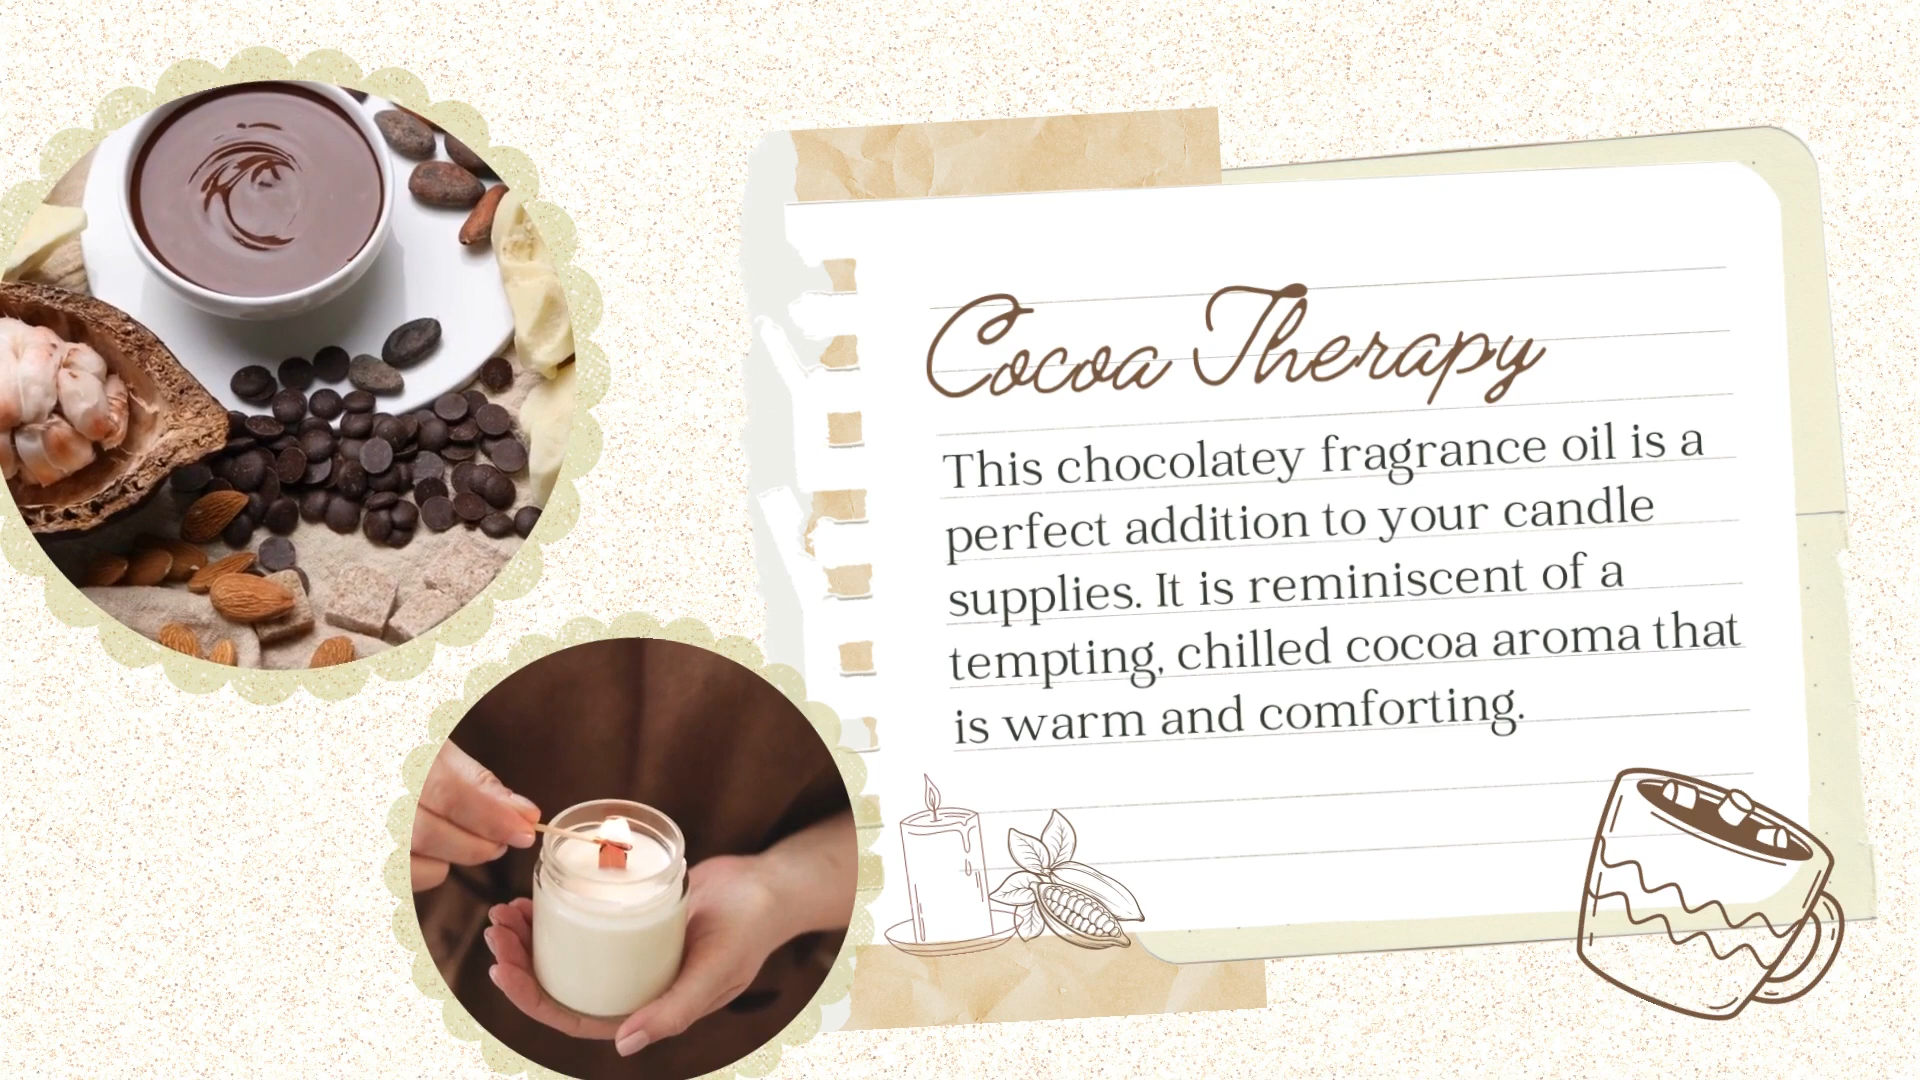 Cocoa Therapy
This chocolatey fragrance oil is a
perfect addition to your candle
supplies. It is reminiscent of a
tempting, chilled cocoa aroma that
is warm and comforting.